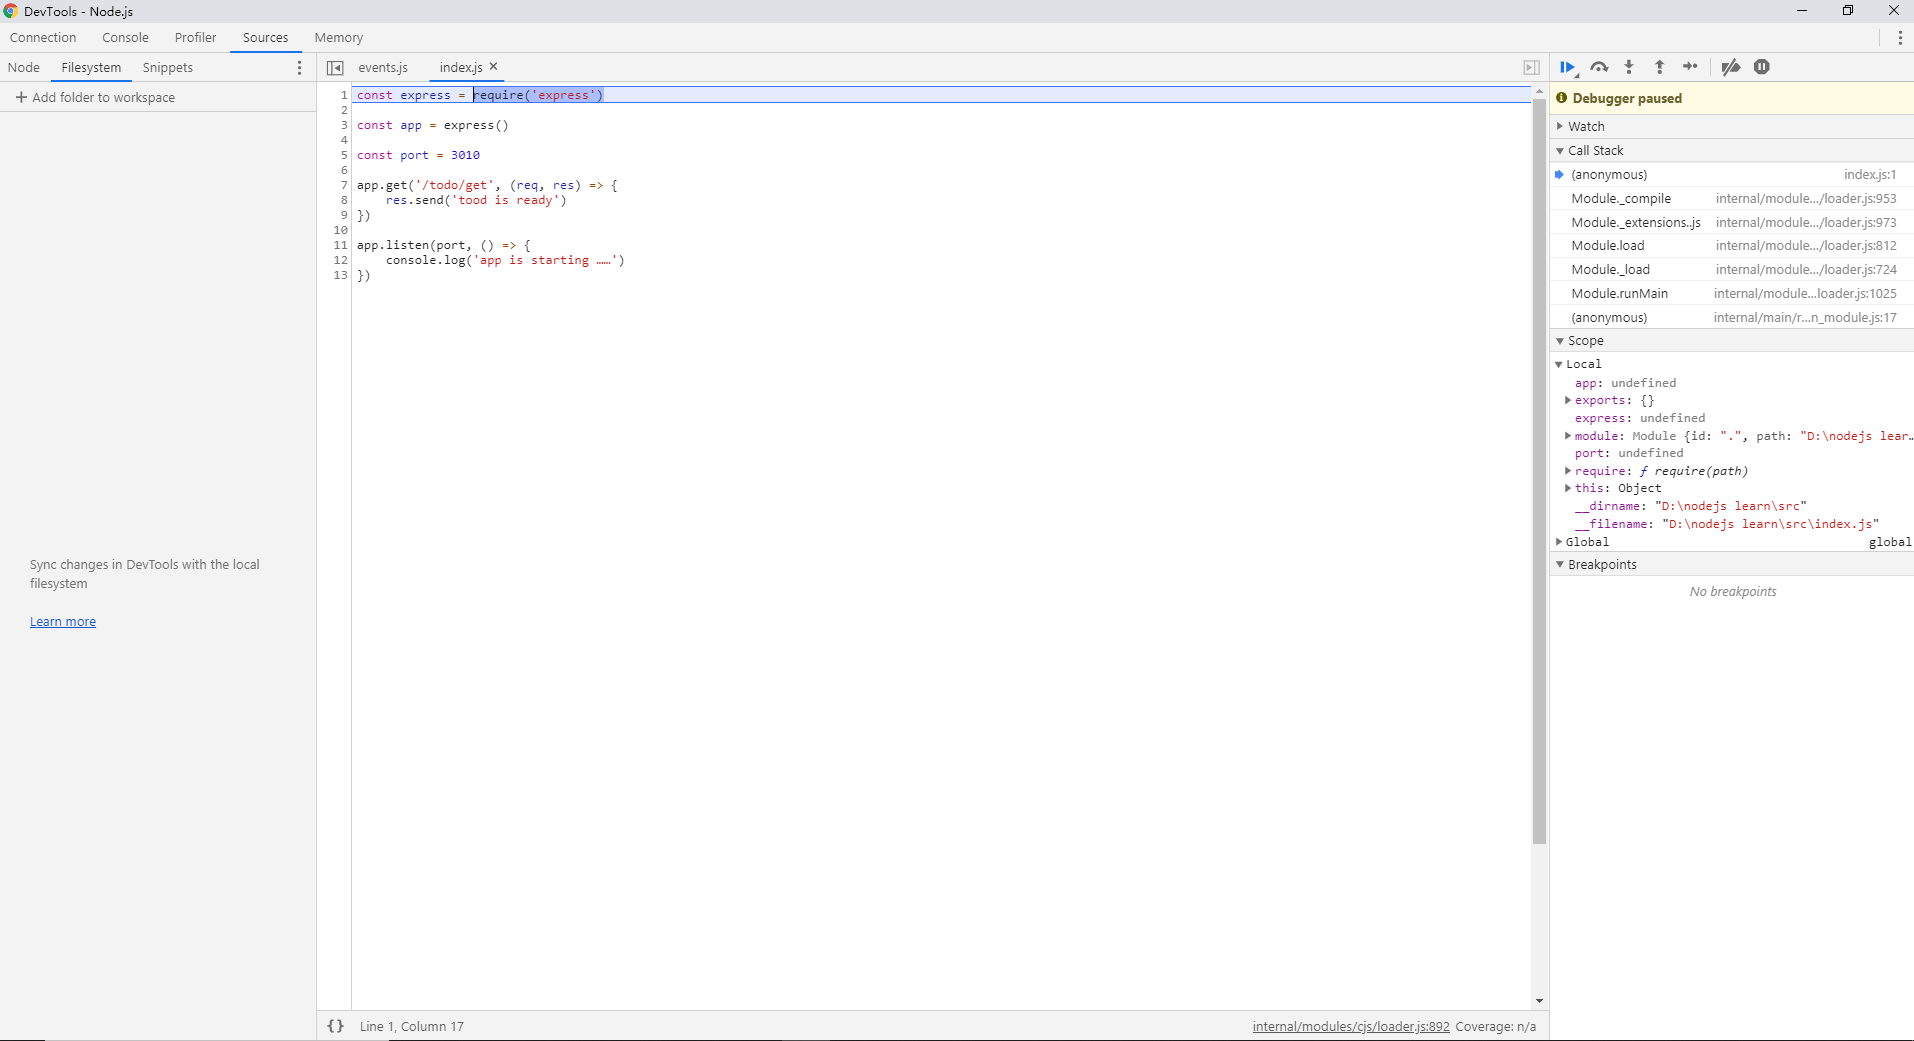 DevTools - Node.js
Connection Console Profiler Sources Memory
Node Filesystem Snippets
events.js index.js
Add folder to workspace
Sync changes in DevTools with the local
filesystem
Learn more
1 const express = require('express')
2
3 const app = express()
4
5 const port = 3010
6
7 app.get('/todo/get', (req, res) => {
8 res.send('tood is ready')
9 })
10
11 app.listen(port, () => {
12 console.log('app is starting ……')
13 })
{} Line 1, Column 17
internal/modules/cjs/loader.js:892 Coverage: n/a
Debugger paused
Watch
Call Stack
(anonymous) index.js:1
Module._compile internal/module.../loader.js:953
Module._extensions..js internal/module.../loader.js:973
Module.load internal/module.../loader.js:812
Module._load internal/module.../loader.js:724
Module.runMain internal/module...loader.js:1025
(anonymous) internal/main/r...n_module.js:17
Scope
Local
app: undefined
exports: {}
express: undefined
module: Module {id: ".", path: "D:\nodejs lear…
port: undefined
require: ƒ require(path)
this: Object
__dirname: "D:\nodejs learn\src"
__filename: "D:\nodejs learn\src\index.js"
Global global
Breakpoints
No breakpoints